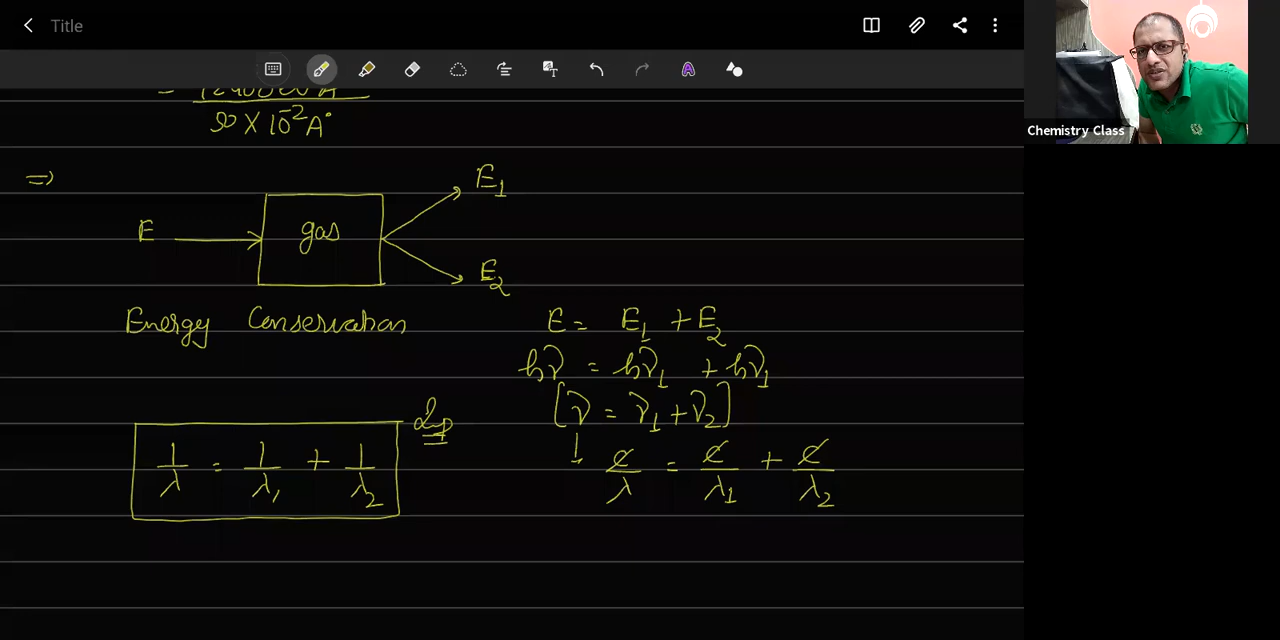 Title
Chemistry Class
=
90 X 10⁻² A°
=>
E gas E₁
E₂
Energy Conservation
E = E₁ + E₂
hν = hν₁ + hν₁
[ν = ν₁ + ν₂]
c/λ = c/λ₁ + c/λ₂
1/λ = 1/λ₁ + 1/λ₂